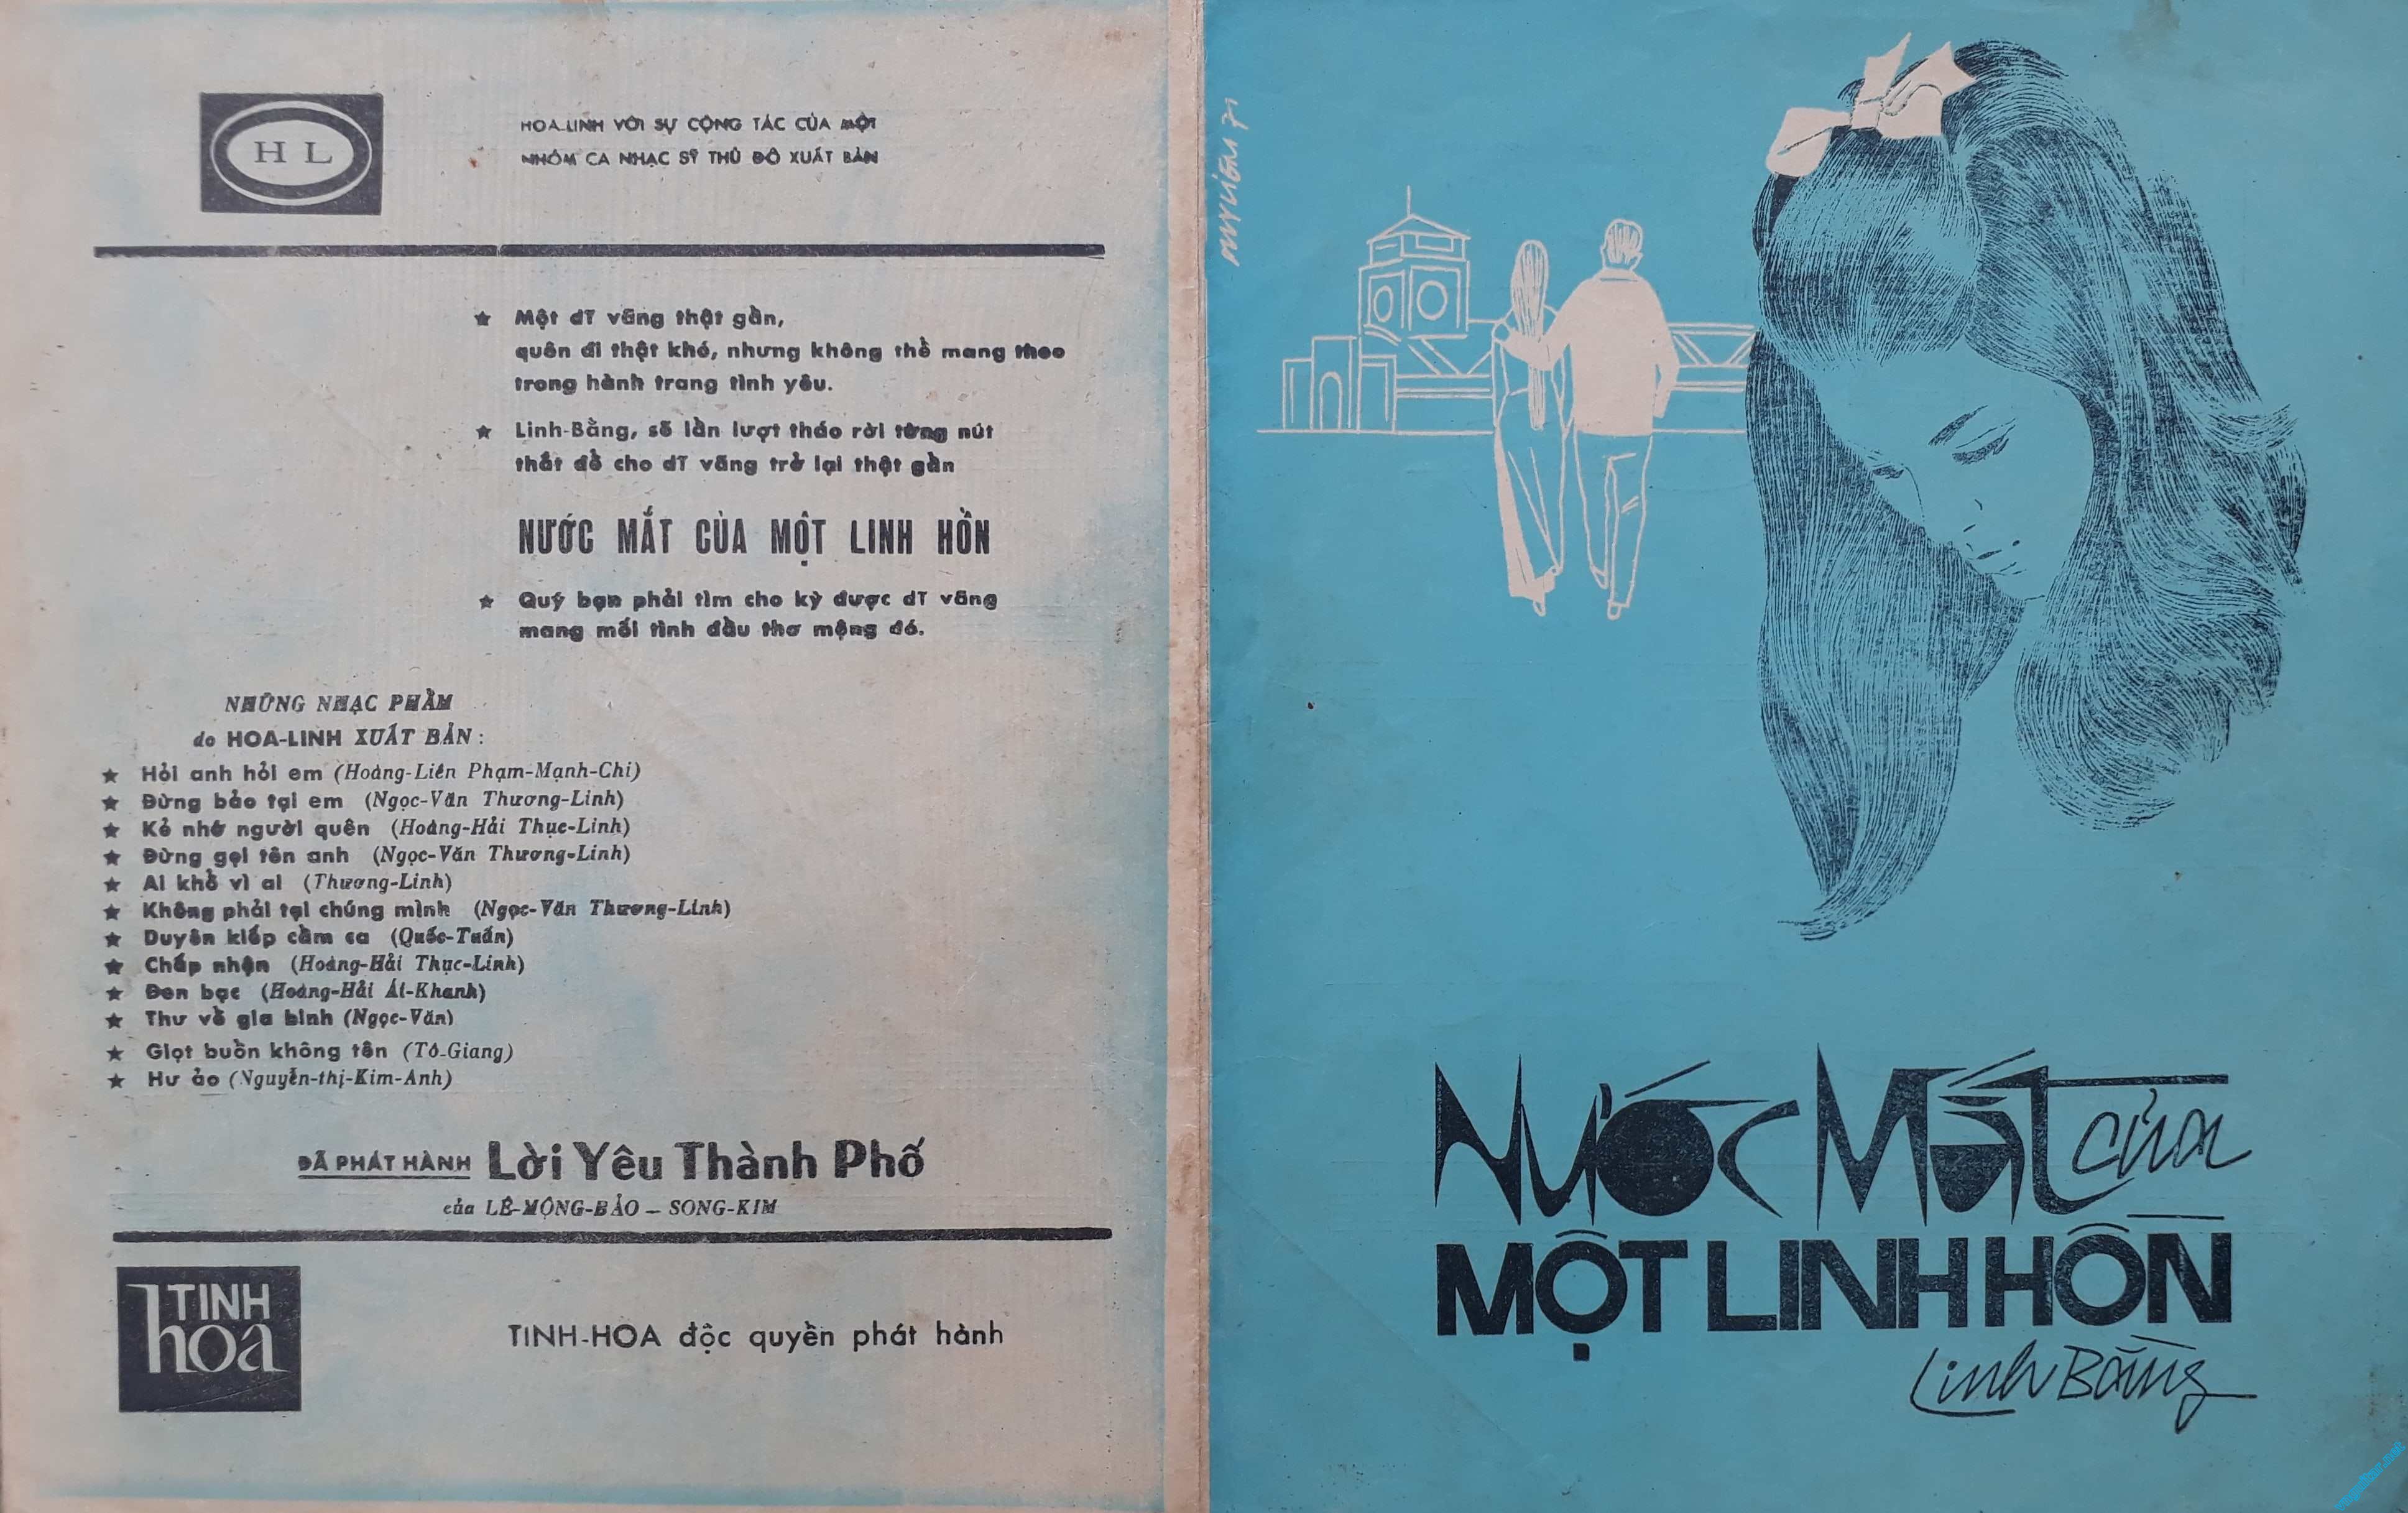 H L
HOA-LINH VỚI SỰ CỘNG TÁC CỦA MỘT
NHÓM CA NHẠC SỸ THỦ ĐÔ XUẤT BẢN
★ Một dĩ vãng thật gần,
quên đi thật khó, nhưng không thể mang theo
trong hành trang tình yêu.
★ Linh-Bằng, sẽ lần lượt tháo rời từng nút
thắt để cho dĩ vãng trở lại thật gần
NƯỚC MẮT CỦA MỘT LINH HỒN
★ Quý bạn phải tìm cho kỳ được dĩ vãng
mang mối tình đầu thơ mộng đó.
NHỮNG NHẠC PHẨM
do HOA-LINH XUẤT BẢN :
★ Hỏi anh hỏi em (Hoàng-Liên Phạm-Mạnh-Chi)
★ Đừng bảo tại em (Ngọc-Văn Thương-Linh)
★ Kẻ nhớ người quên (Hoàng-Hải Thục-Linh)
★ Đừng gọi tên anh (Ngọc-Văn Thương-Linh)
★ Ai khổ vì ai (Thương-Linh)
★ Không phải tại chúng mình (Ngọc-Văn Thương-Linh)
★ Duyên kiếp cầm ca (Quốc-Tuấn)
★ Chấp nhận (Hoàng-Hải Thục-Linh)
★ Đen bạc (Hoàng-Hải Ái-Khanh)
★ Thư về gia bình (Ngọc-Văn)
★ Giọt buồn không tên (Tô-Giang)
★ Hư ảo (Nguyễn-thị-Kim-Anh)
ĐÃ PHÁT HÀNH Lời Yêu Thành Phố
của LÊ-MỘNG-BẢO — SONG-KIM
TINH
hoa
TINH-HOA độc quyền phát hành
71
NƯỚC MẮT của
MỘT LINH HỒN
Linh Bằng